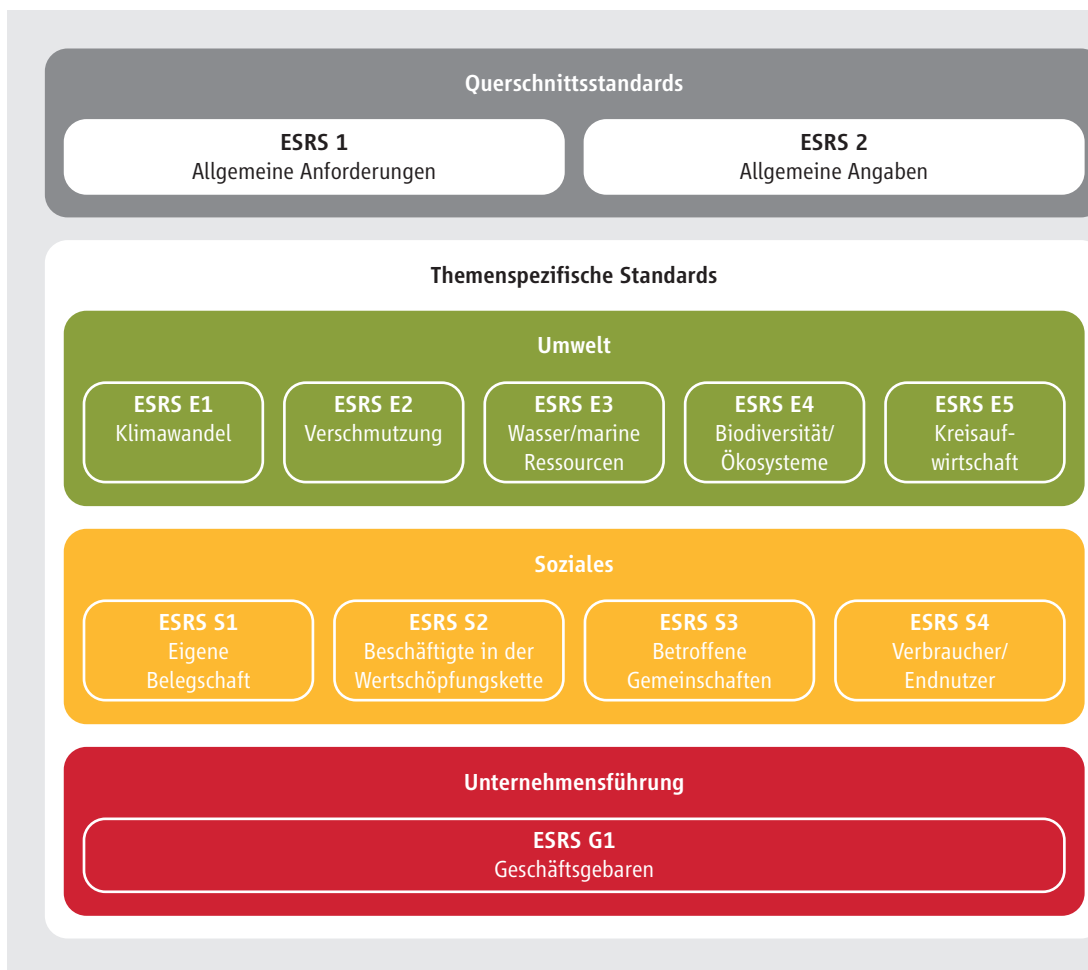 Querschnittsstandards
ESRS 1
Allgemeine Anforderungen
ESRS 2
Allgemeine Angaben
Themenspezifische Standards
Umwelt
ESRS E1
Klimawandel
ESRS E2
Verschmutzung
ESRS E3
Wasser/marine
Ressourcen
ESRS E4
Biodiversität/
Ökosysteme
ESRS E5
Kreisauf-
wirtschaft
Soziales
ESRS S1
Eigene
Belegschaft
ESRS S2
Beschäftigte in der
Wertschöpfungskette
ESRS S3
Betroffene
Gemeinschaften
ESRS S4
Verbraucher/
Endnutzer
Unternehmensführung
ESRS G1
Geschäftsgebaren